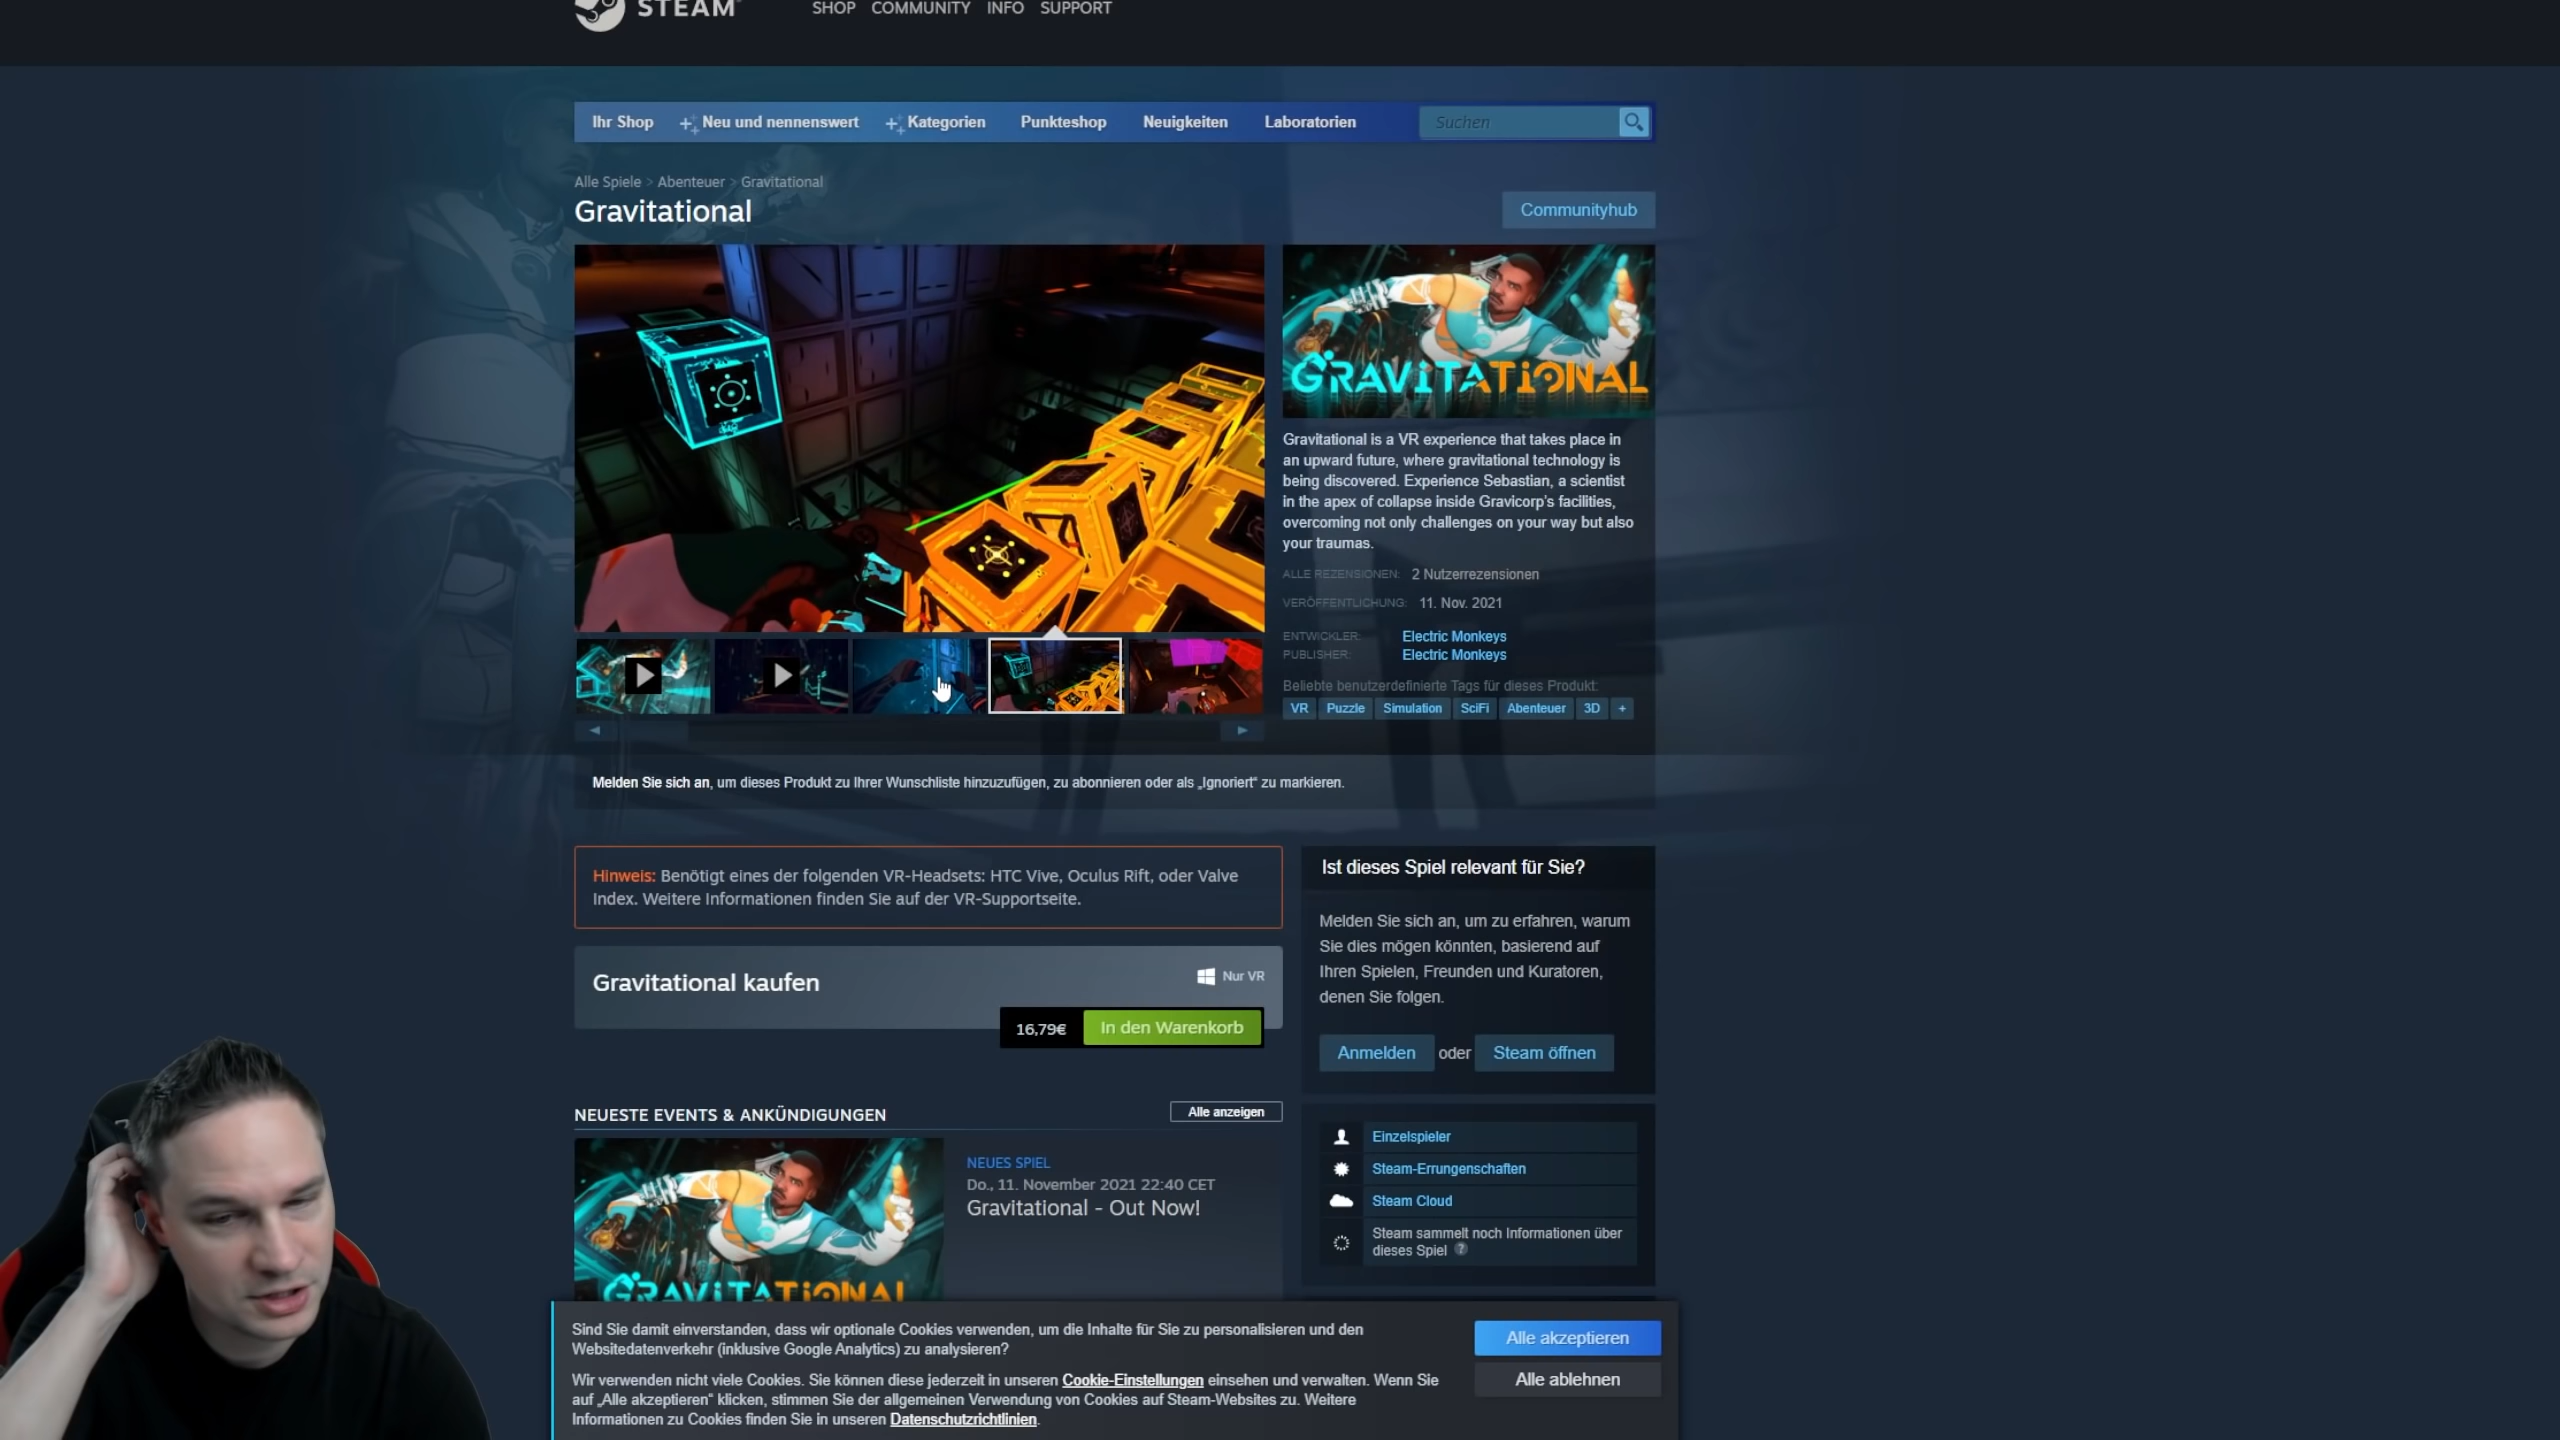 STEAM
SHOP COMMUNITY INFO SUPPORT
Ihr Shop Neu und nennenswert Kategorien Punkteshop Neuigkeiten Laboratorien Suchen
Alle Spiele > Abenteuer > Gravitational
Gravitational
Communityhub
GRAVITATIONAL
Gravitational is a VR experience that takes place in
an upward future, where gravitational technology is
being discovered. Experience Sebastian, a scientist
in the apex of collapse inside Gravicorp's facilities,
overcoming not only challenges on your way but also
your traumas.
ALLE REZENSIONEN: 2 Nutzerrezensionen
VERÖFFENTLICHUNG: 11. Nov. 2021
ENTWICKLER: Electric Monkeys
PUBLISHER: Electric Monkeys
Beliebte benutzerdefinierte Tags für dieses Produkt:
VR Puzzle Simulation SciFi Abenteuer 3D +
Melden Sie sich an, um dieses Produkt zu Ihrer Wunschliste hinzuzufügen, zu abonnieren oder als „Ignoriert“ zu markieren.
Hinweis: Benötigt eines der folgenden VR-Headsets: HTC Vive, Oculus Rift, oder Valve
Index. Weitere Informationen finden Sie auf der VR-Supportseite.
Gravitational kaufen
Nur VR
16,79€ In den Warenkorb
Ist dieses Spiel relevant für Sie?
Melden Sie sich an, um zu erfahren, warum
Sie dies mögen könnten, basierend auf
Ihren Spielen, Freunden und Kuratoren,
denen Sie folgen.
Anmelden oder Steam öffnen
NEUESTE EVENTS & ANKÜNDIGUNGEN
Alle anzeigen
NEUES SPIEL
Do., 11. November 2021 22:40 CET
Gravitational - Out Now!
GRAVITATIONAL
Einzelspieler
Steam-Errungenschaften
Steam Cloud
Steam sammelt noch Informationen über
dieses Spiel ?
Sind Sie damit einverstanden, dass wir optionale Cookies verwenden, um die Inhalte für Sie zu personalisieren und den
Websitedatenverkehr (inklusive Google Analytics) zu analysieren?
Wir verwenden nicht viele Cookies. Sie können diese jederzeit in unseren Cookie-Einstellungen einsehen und verwalten. Wenn Sie
auf „Alle akzeptieren“ klicken, stimmen Sie der allgemeinen Verwendung von Cookies auf Steam-Websites zu. Weitere
Informationen zu Cookies finden Sie in unseren Datenschutzrichtlinien.
Alle akzeptieren
Alle ablehnen